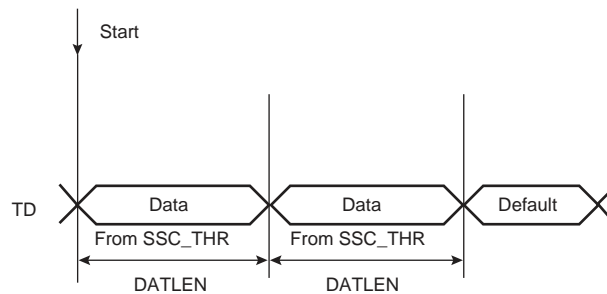 Start
TD
Data
Data
Default
From SSC_THR
From SSC_THR
DATLEN
DATLEN